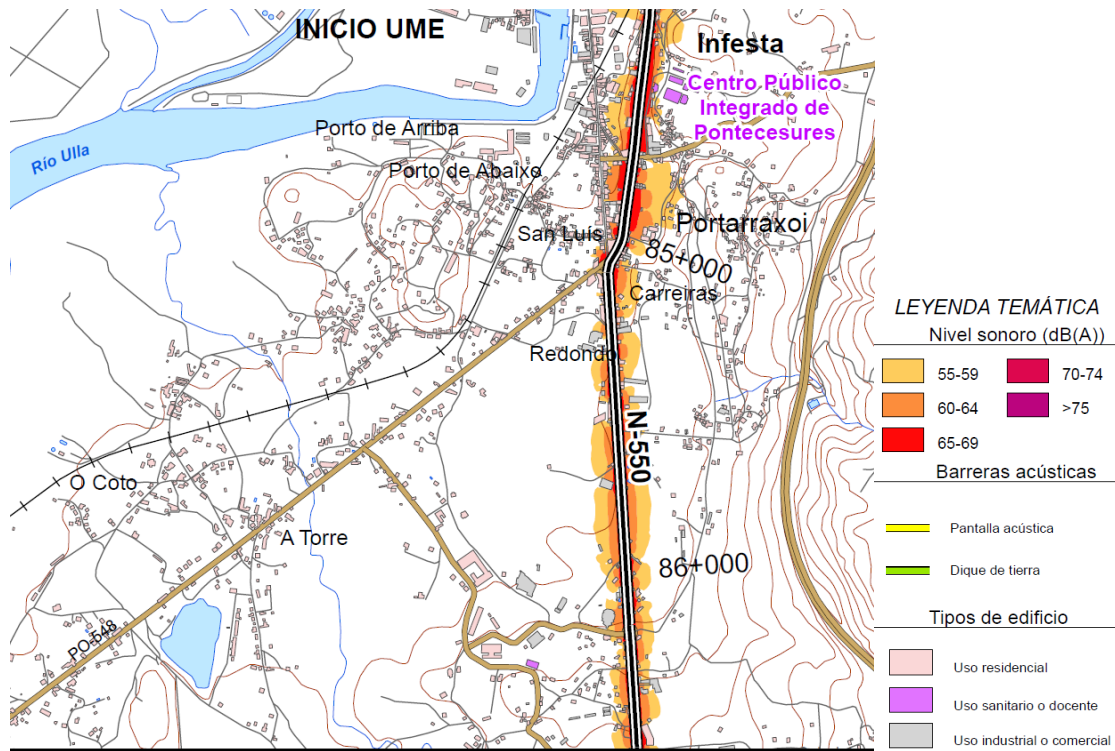 INICIO UME
Infesta
Centro Público
Integrado de
Pontecesures
Río Ulla
Porto de Arriba
Porto de Abaixo
San Luís
Portarraxoi
85+000
Carreiras
Redondo
N-550
O Coto
A Torre
86+000
PO-548
LEYENDA TEMÁTICA
Nivel sonoro (dB(A))
55-59
70-74
60-64
>75
65-69
Barreras acústicas
Pantalla acústica
Dique de tierra
Tipos de edificio
Uso residencial
Uso sanitario o docente
Uso industrial o comercial